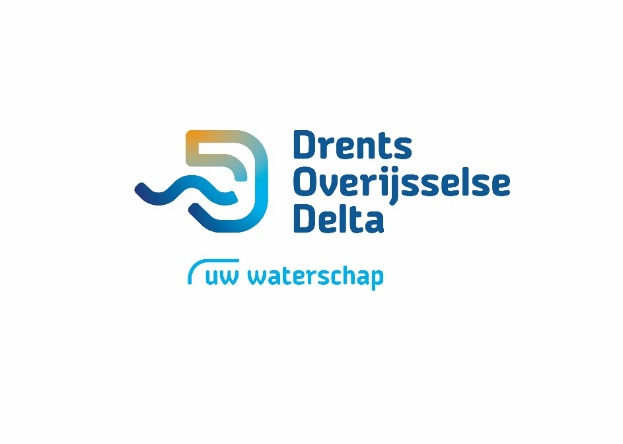 Drents
Overijsselse
Delta
uw waterschap